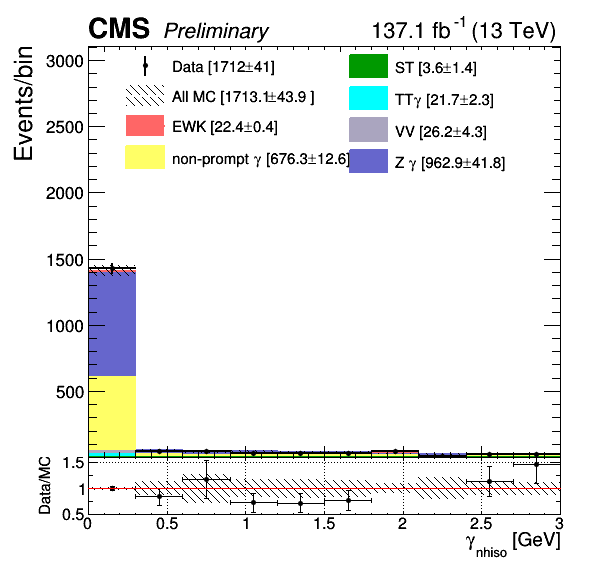 CMS Preliminary 137.1 fb⁻¹ (13 TeV)
Events/bin
3000
2500
2000
1500
1000
500
Data [1712±41]
All MC [1713.1±43.9 ]
EWK [22.4±0.4]
non-prompt γ [676.3±12.6]
ST [3.6±1.4]
TTγ [21.7±2.3]
VV [26.2±4.3]
Z γ [962.9±41.8]
Data/MC
1.5
1
0.5
0 0.5 1 1.5 2 2.5 3
γnhiso [GeV]